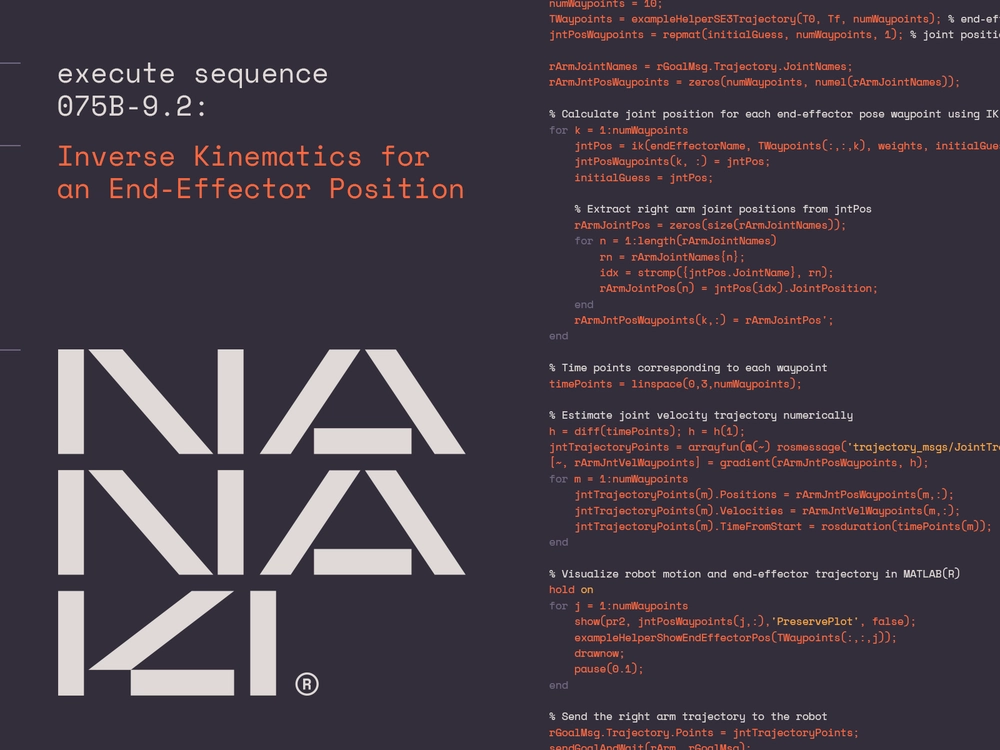 execute sequence
075B-9.2:
Inverse Kinematics for
an End-Effector Position
NA
NA
KI ®
numWaypoints = 10;
TWaypoints = exampleHelperSE3Trajectory(T0, Tf, numWaypoints); % end-ef
jntPosWaypoints = repmat(initialGuess, numWaypoints, 1); % joint positi
rArmJointNames = rGoalMsg.Trajectory.JointNames;
rArmJntPosWaypoints = zeros(numWaypoints, numel(rArmJointNames));
% Calculate joint position for each end-effector pose waypoint using IK
for k = 1:numWaypoints
jntPos = ik(endEffectorName, TWaypoints(:,:,k), weights, initialGues
jntPosWaypoints(k, :) = jntPos;
initialGuess = jntPos;
% Extract right arm joint positions from jntPos
rArmJointPos = zeros(size(rArmJointNames));
for n = 1:length(rArmJointNames)
rn = rArmJointNames{n};
idx = strcmp({jntPos.JointName}, rn);
rArmJointPos(n) = jntPos(idx).JointPosition;
end
rArmJntPosWaypoints(k,:) = rArmJointPos';
end
% Time points corresponding to each waypoint
timePoints = linspace(0,3,numWaypoints);
% Estimate joint velocity trajectory numerically
h = diff(timePoints); h = h(1);
jntTrajectoryPoints = arrayfun(@(~) rosmessage('trajectory_msgs/JointTr
[~, rArmJntVelWaypoints] = gradient(rArmJntPosWaypoints, h);
for m = 1:numWaypoints
jntTrajectoryPoints(m).Positions = rArmJntPosWaypoints(m,:);
jntTrajectoryPoints(m).Velocities = rArmJntVelWaypoints(m,:);
jntTrajectoryPoints(m).TimeFromStart = rosduration(timePoints(m));
end
% Visualize robot motion and end-effector trajectory in MATLAB(R)
hold on
for j = 1:numWaypoints
show(pr2, jntPosWaypoints(j,:),'PreservePlot', false);
exampleHelperShowEndEffectorPos(TWaypoints(:,:,j));
drawnow;
pause(0.1);
end
% Send the right arm trajectory to the robot
rGoalMsg.Trajectory.Points = jntTrajectoryPoints;
sendGoalAndWait(rArm, rGoalMsg);